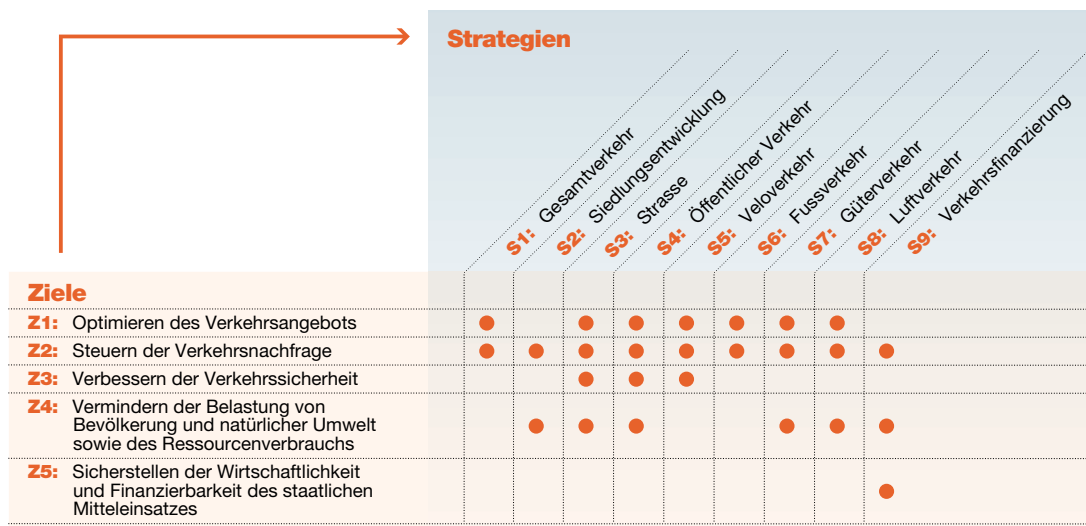 Strategien
S1: Gesamtverkehr
S2: Siedlungsentwicklung
S3: Strasse
S4: Öffentlicher Verkehr
S5: Veloverkehr
S6: Fussverkehr
S7: Güterverkehr
S8: Luftverkehr
S9: Verkehrsfinanzierung
Ziele
Z1: Optimieren des Verkehrsangebots
Z2: Steuern der Verkehrsnachfrage
Z3: Verbessern der Verkehrssicherheit
Z4: Vermindern der Belastung von
Bevölkerung und natürlicher Umwelt
sowie des Ressourcenverbrauchs
Z5: Sicherstellen der Wirtschaftlichkeit
und Finanzierbarkeit des staatlichen
Mitteleinsatzes